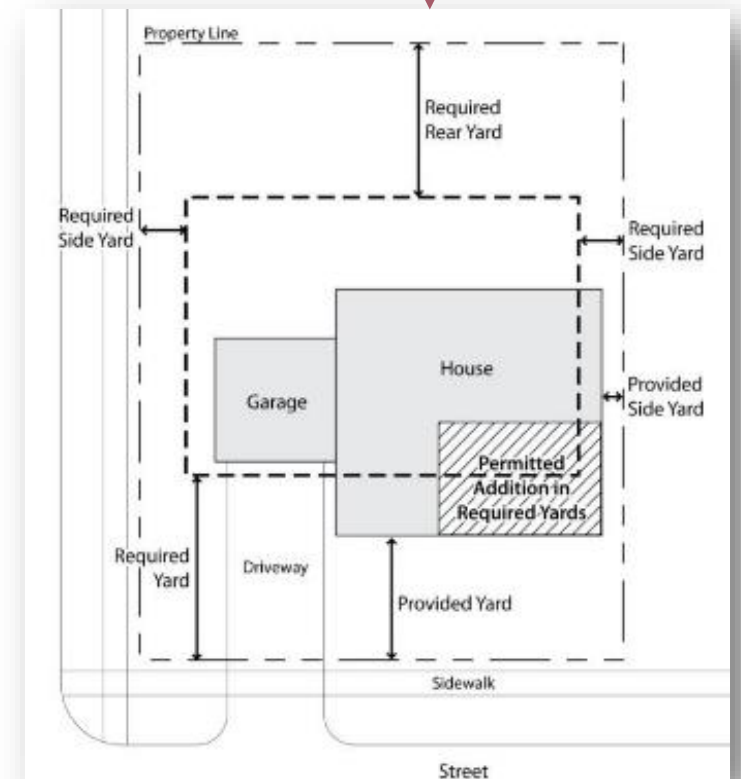 Property Line
Required
Rear Yard
Required
Side Yard
Required
Side Yard
House
Garage
Provided
Side Yard
Permitted
Addition in
Required Yards
Required
Yard
Driveway
Provided Yard
Sidewalk
Street